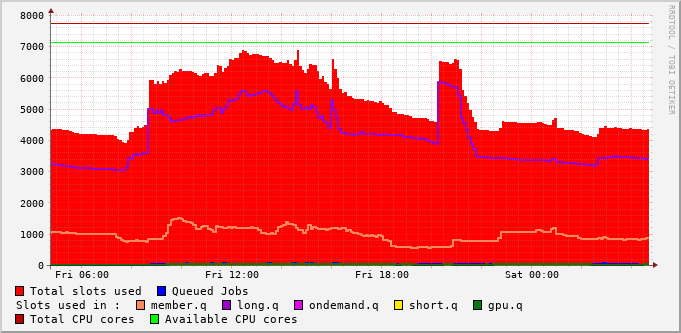 8000
7000
6000
5000
4000
3000
2000
1000
0
Fri 06:00 Fri 12:00 Fri 18:00 Sat 00:00
RRDTOOL / TOBI OETIKER
Total slots used Queued Jobs
Slots used in : member.q long.q ondemand.q short.q gpu.q
Total CPU cores Available CPU cores